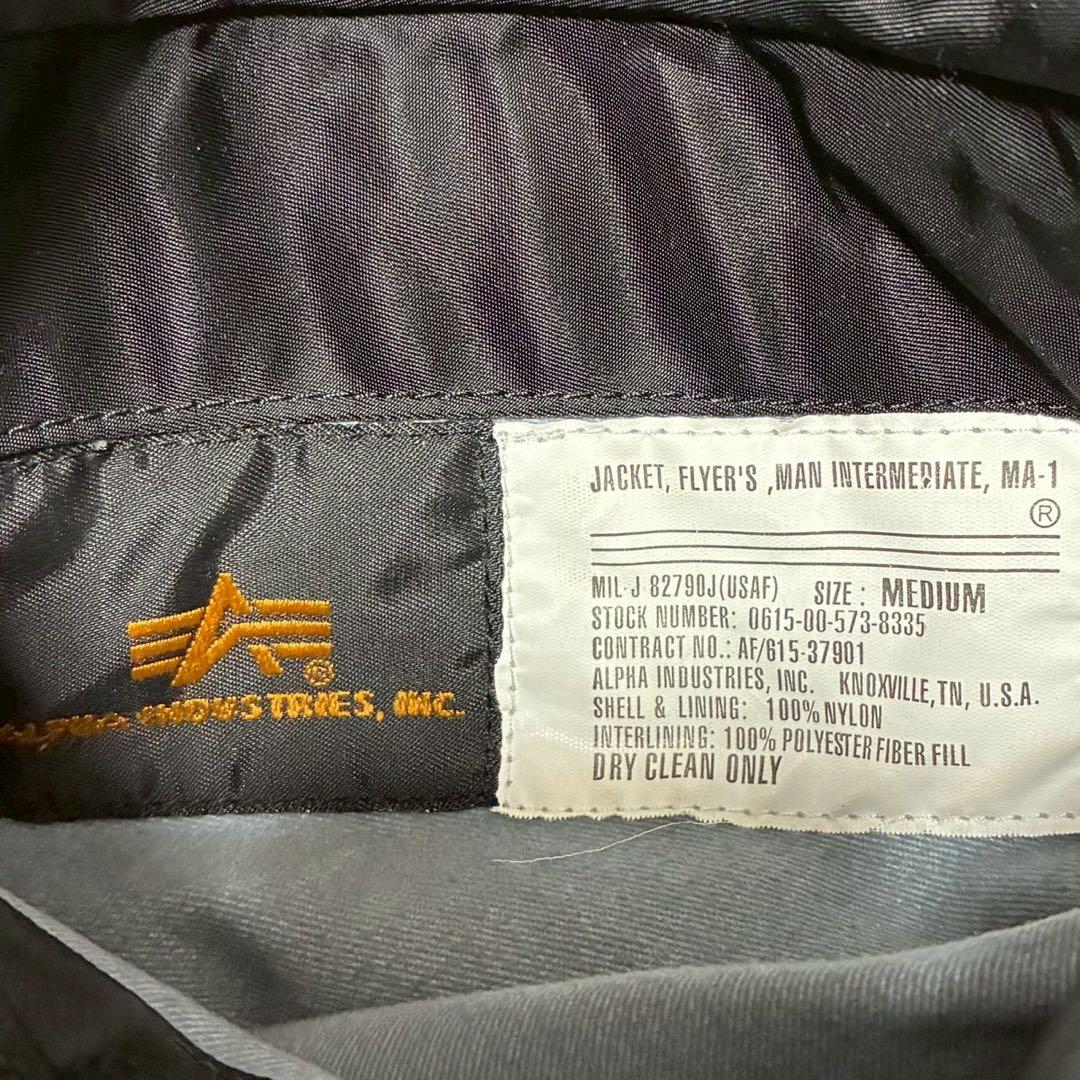 ALPHA INDUSTRIES, INC.
®
JACKET, FLYER'S ,MAN INTERMEDIATE, MA-1
®
MIL-J 82790J(USAF) SIZE : MEDIUM
STOCK NUMBER: 0615-00-573-8335
CONTRACT NO.: AF/615-37901
ALPHA INDUSTRIES, INC. KNOXVILLE,TN, U.S.A.
SHELL & LINING: 100% NYLON
INTERLINING: 100% POLYESTER FIBER FILL
DRY CLEAN ONLY